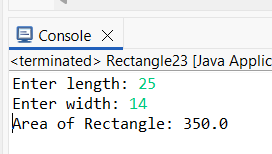 Console
<terminated> Rectangle23 [Java Applic
Enter length: 25
Enter width: 14
Area of Rectangle: 350.0